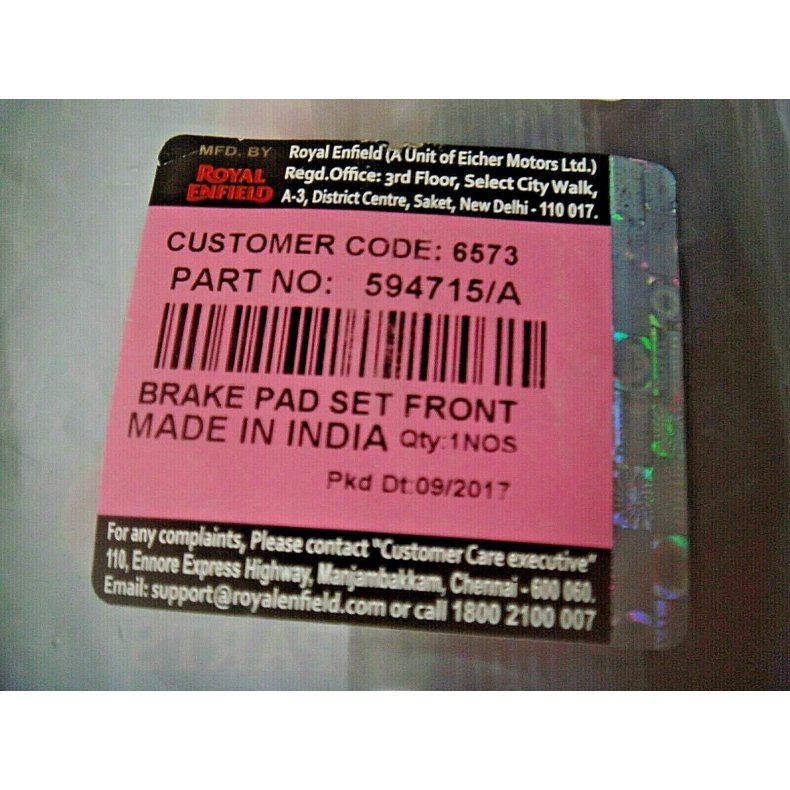 MFD. BY
ROYAL
ENFIELD
Royal Enfield (A Unit of Eicher Motors Ltd.)
Regd.Office: 3rd Floor, Select City Walk,
A-3, District Centre, Saket, New Delhi - 110 017.
CUSTOMER CODE: 6573
PART NO: 594715/A
BRAKE PAD SET FRONT
MADE IN INDIA Qty:1NOS
Pkd Dt:09/2017
For any complaints, Please contact "Customer Care executive"
110, Ennore Express Highway, Manjambakkam, Chennai - 600 060.
Email: support@royalenfield.com or call 1800 2100 007